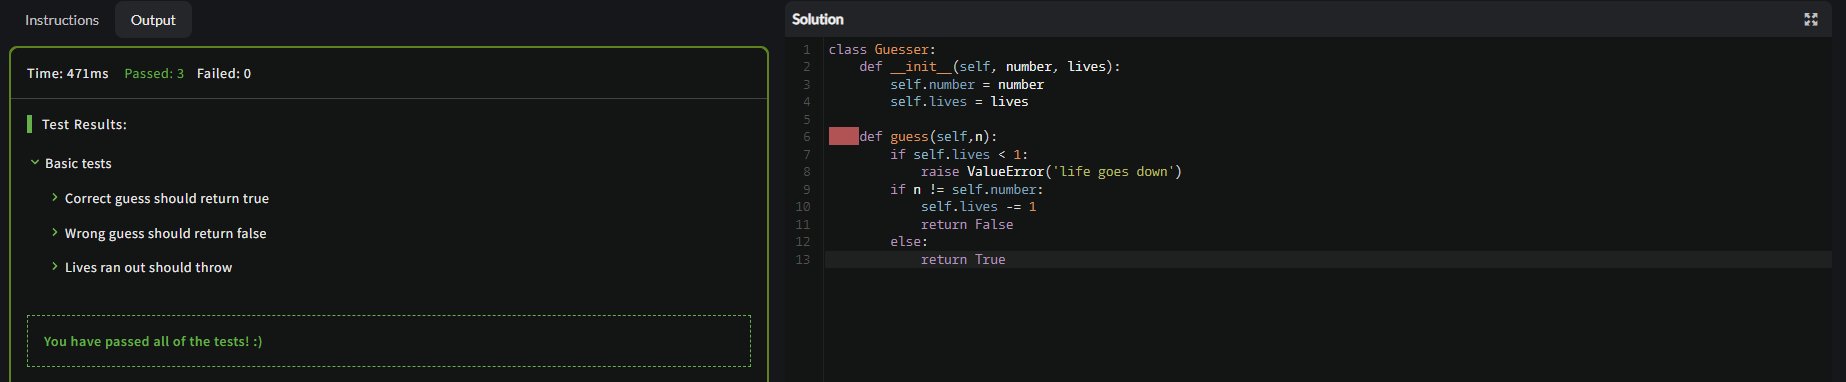 Instructions Output
Time: 471ms Passed: 3 Failed: 0
Test Results:
Basic tests
Correct guess should return true
Wrong guess should return false
Lives ran out should throw
You have passed all of the tests! :)
Solution
1 class Guesser:
2     def __init__(self, number, lives):
3         self.number = number
4         self.lives = lives
5
6     def guess(self,n):
7         if self.lives < 1:
8             raise ValueError('life goes down')
9         if n != self.number:
10             self.lives -= 1
11             return False
12         else:
13             return True